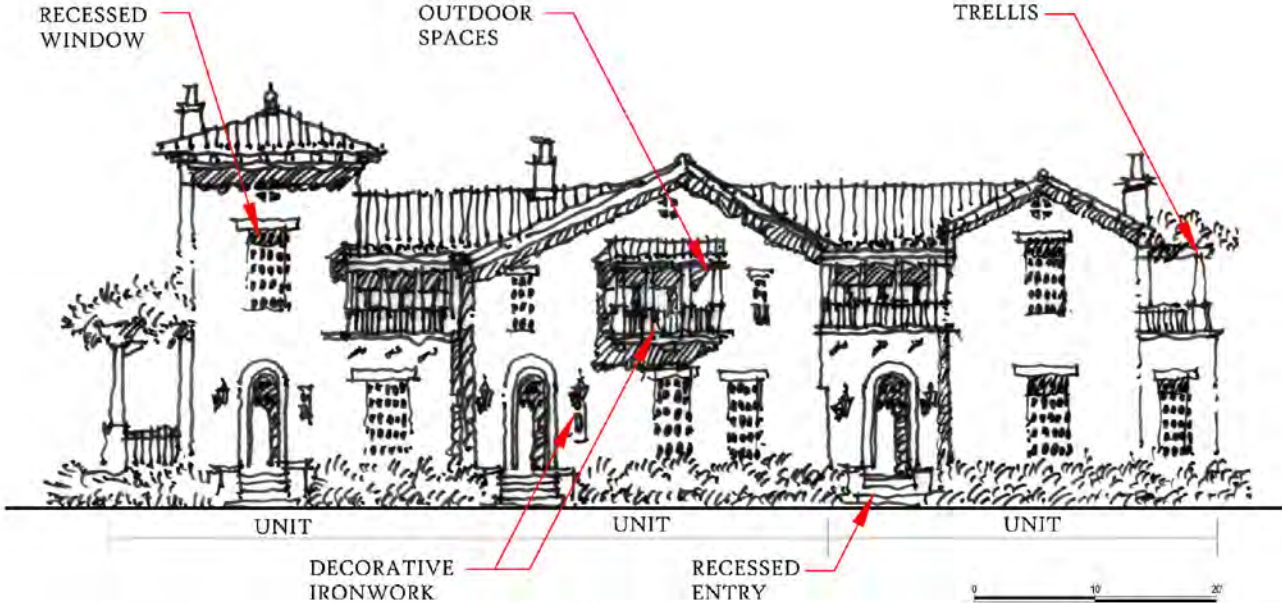 RECESSED
WINDOW
OUTDOOR
SPACES
TRELLIS
UNIT
UNIT
UNIT
DECORATIVE
IRONWORK
RECESSED
ENTRY
0 10 20'